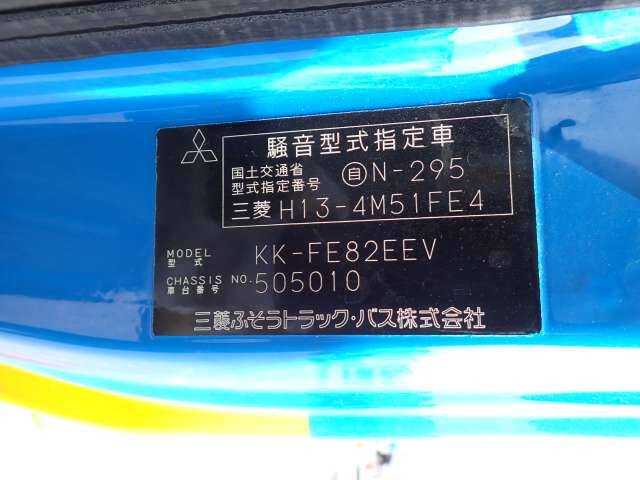 騒音型式指定車
国土交通省
型式指定番号 自N-295
三菱 H13-4M51FE4
MODEL
型式 KK-FE82EEV
CHASSIS NO.
車台番号 505010
三菱ふそうトラック・バス株式会社